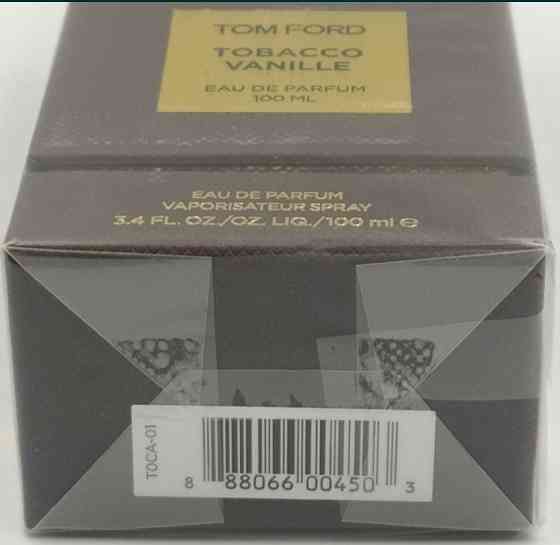 TOM FORD
TOBACCO
VANILLE
EAU DE PARFUM
100 ML
EAU DE PARFUM
VAPORISATEUR SPRAY
3.4 FL. OZ./OZ. LIQ./100 ml ℮
T0CA-01
8 88066 00450 3